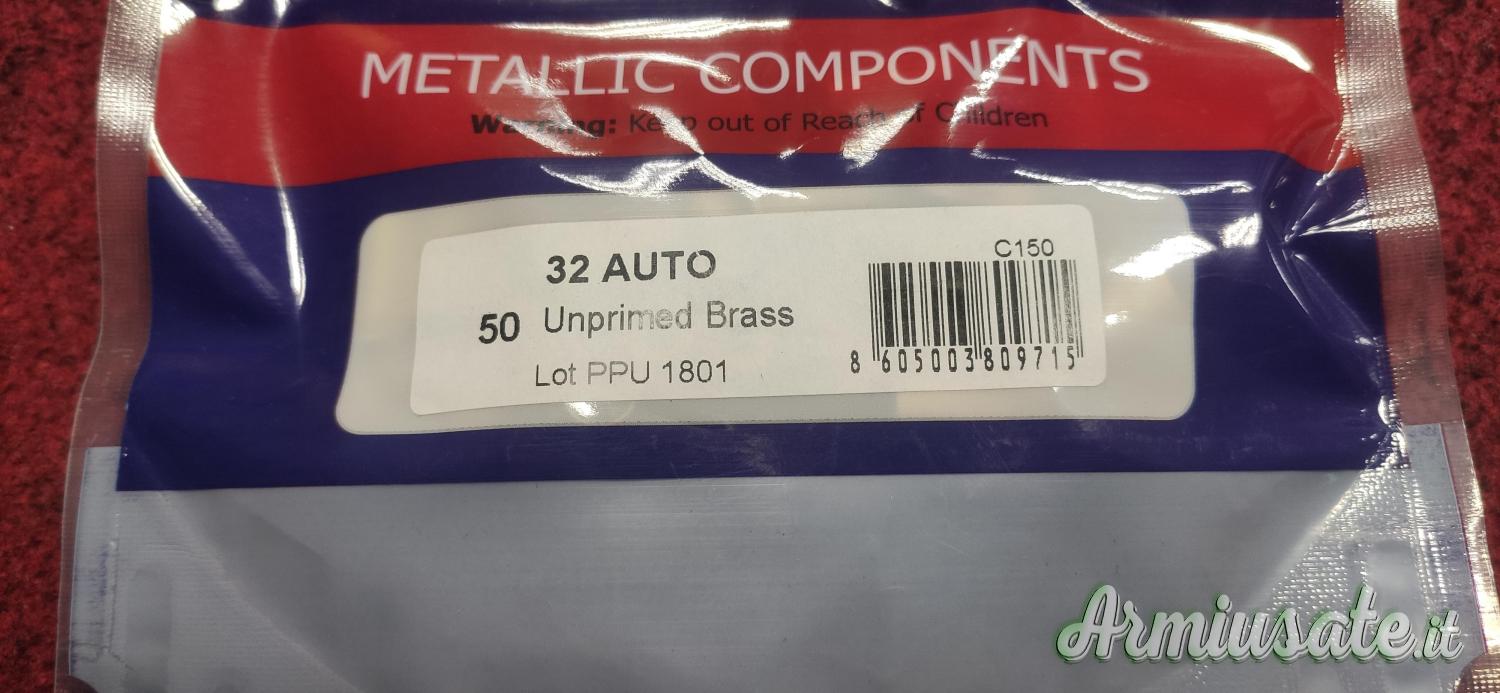 METALLIC COMPONENTS
Warning: Keep out of Reach of Children
32 AUTO
C150
50 Unprimed Brass
Lot PPU 1801
8 605003 809715
Armiusate.it